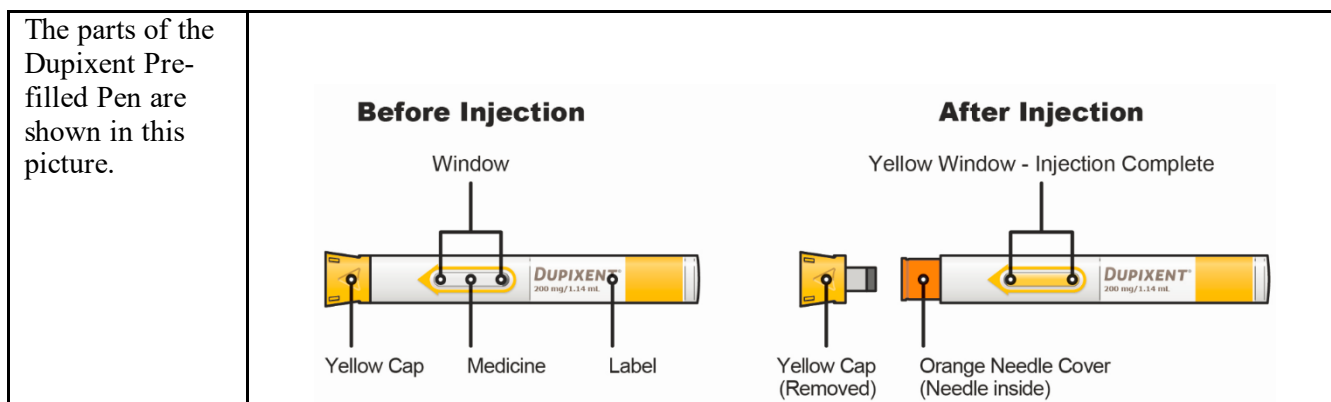 The parts of the
Dupixent Pre-
filled Pen are
shown in this
picture.
Before Injection
Window
DUPIXENT®
200 mg/1.14 mL
Yellow Cap
Medicine
Label
After Injection
Yellow Window - Injection Complete
DUPIXENT®
200 mg/1.14 mL
Yellow Cap
(Removed)
Orange Needle Cover
(Needle inside)